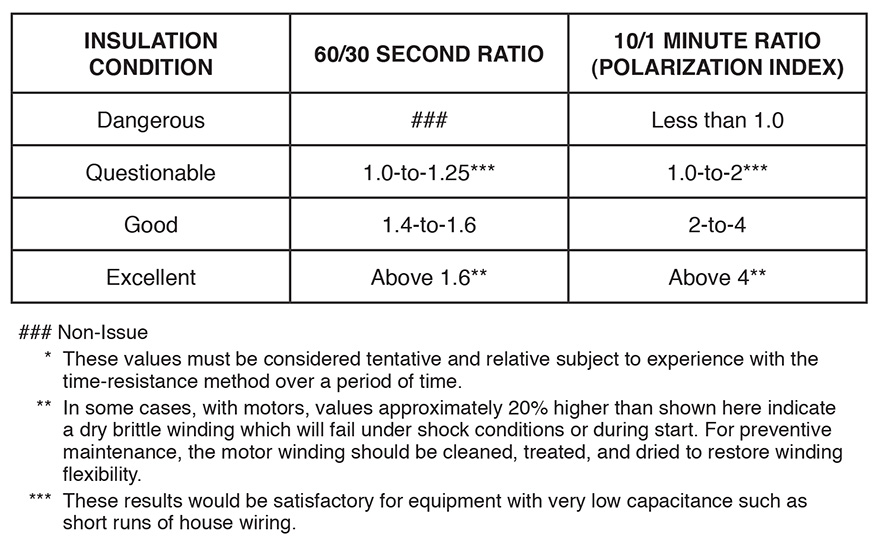 INSULATION CONDITION 60/30 SECOND RATIO 10/1 MINUTE RATIO (POLARIZATION INDEX)
Dangerous ### Less than 1.0
Questionable 1.0-to-1.25*** 1.0-to-2***
Good 1.4-to-1.6 2-to-4
Excellent Above 1.6** Above 4**
### Non-Issue
* These values must be considered tentative and relative subject to experience with the
time-resistance method over a period of time.
** In some cases, with motors, values approximately 20% higher than shown here indicate
a dry brittle winding which will fail under shock conditions or during start. For preventive
maintenance, the motor winding should be cleaned, treated, and dried to restore winding
flexibility.
*** These results would be satisfactory for equipment with very low capacitance such as
short runs of house wiring.